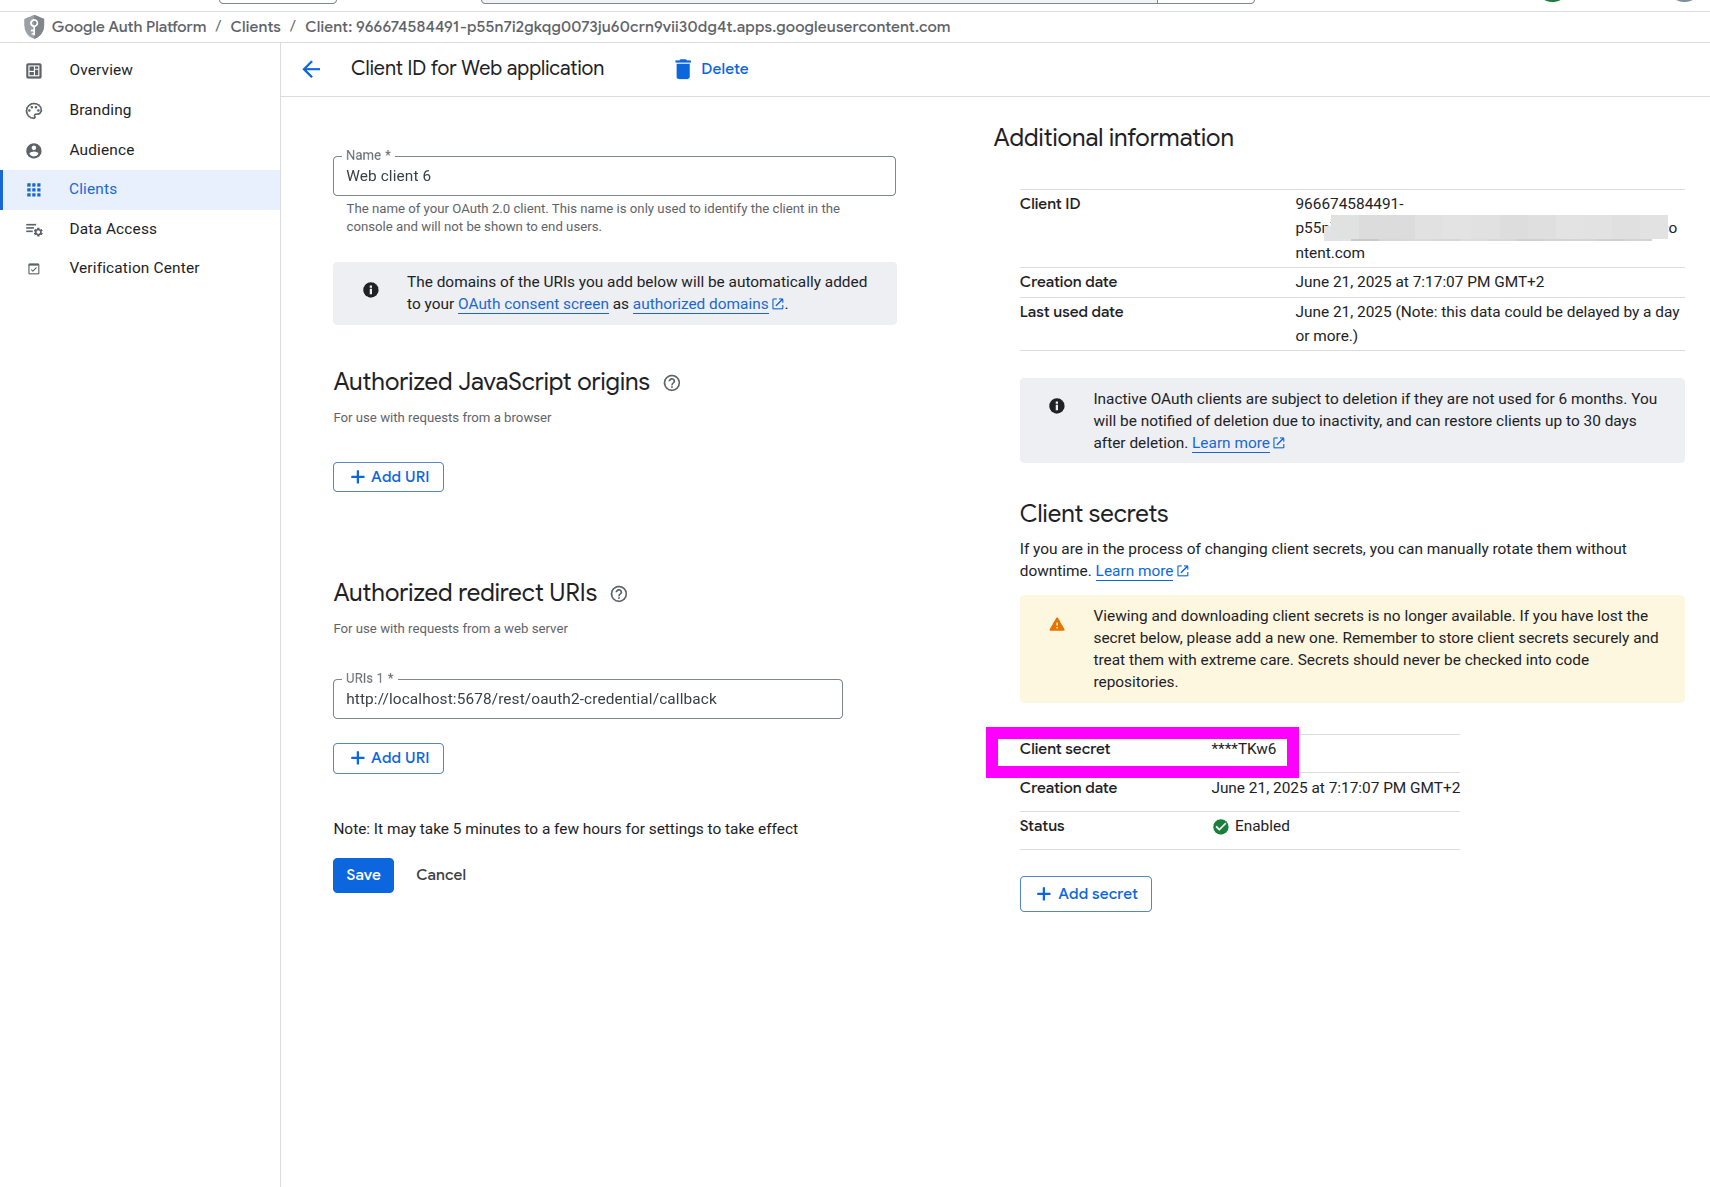 Google Auth Platform / Clients / Client: 966674584491-p55n7i2gkqg0073ju60crn9vii30dg4t.apps.googleusercontent.com
Overview
Branding
Audience
Clients
Data Access
Verification Center
Client ID for Web application
Delete
Name *
Web client 6
The name of your OAuth 2.0 client. This name is only used to identify the client in the
console and will not be shown to end users.
The domains of the URIs you add below will be automatically added
to your OAuth consent screen as authorized domains.
Authorized JavaScript origins
For use with requests from a browser
+ Add URI
Authorized redirect URIs
For use with requests from a web server
URIs 1 *
http://localhost:5678/rest/oauth2-credential/callback
+ Add URI
Note: It may take 5 minutes to a few hours for settings to take effect
Save
Cancel
Additional information
Client ID
966674584491-
p55
o
ntent.com
Creation date
June 21, 2025 at 7:17:07 PM GMT+2
Last used date
June 21, 2025 (Note: this data could be delayed by a day
or more.)
Inactive OAuth clients are subject to deletion if they are not used for 6 months. You
will be notified of deletion due to inactivity, and can restore clients up to 30 days
after deletion. Learn more
Client secrets
If you are in the process of changing client secrets, you can manually rotate them without
downtime. Learn more
Viewing and downloading client secrets is no longer available. If you have lost the
secret below, please add a new one. Remember to store client secrets securely and
treat them with extreme care. Secrets should never be checked into code
repositories.
Client secret
****TKw6
Creation date
June 21, 2025 at 7:17:07 PM GMT+2
Status
Enabled
+ Add secret